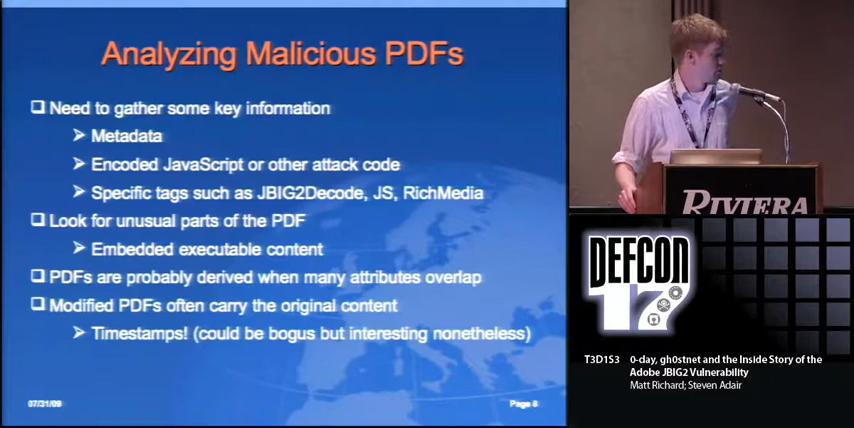 Analyzing Malicious PDFs
Need to gather some key information
Metadata
Encoded JavaScript or other attack code
Specific tags such as JBIG2Decode, JS, RichMedia
Look for unusual parts of the PDF
Embedded executable content
PDFs are probably derived when many attributes overlap
Modified PDFs often carry the original content
Timestamps! (could be bogus but interesting nonetheless)
07/31/09
Page 8
RIVIERA
DEFCON
17
T3D1S3 0-day, gh0stnet and the Inside Story of the
Adobe JBIG2 Vulnerability
Matt Richard; Steven Adair